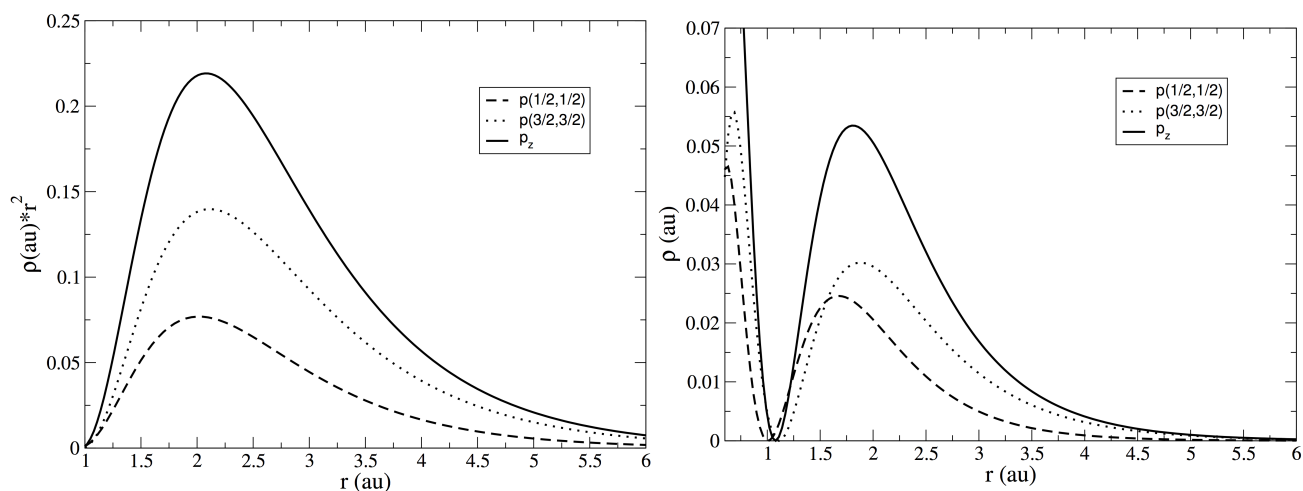 0.25
0.2
0.15
0.1
0.05
0
ρ(au)*r²
1 1.5 2 2.5 3 3.5 4 4.5 5 5.5 6
r (au)
p(1/2,1/2)
p(3/2,3/2)
p_z
0.07
0.06
0.05
0.04
0.03
0.02
0.01
0
ρ (au)
1 1.5 2 2.5 3 3.5 4 4.5 5 5.5 6
r (au)
p(1/2,1/2)
p(3/2,3/2)
p_z